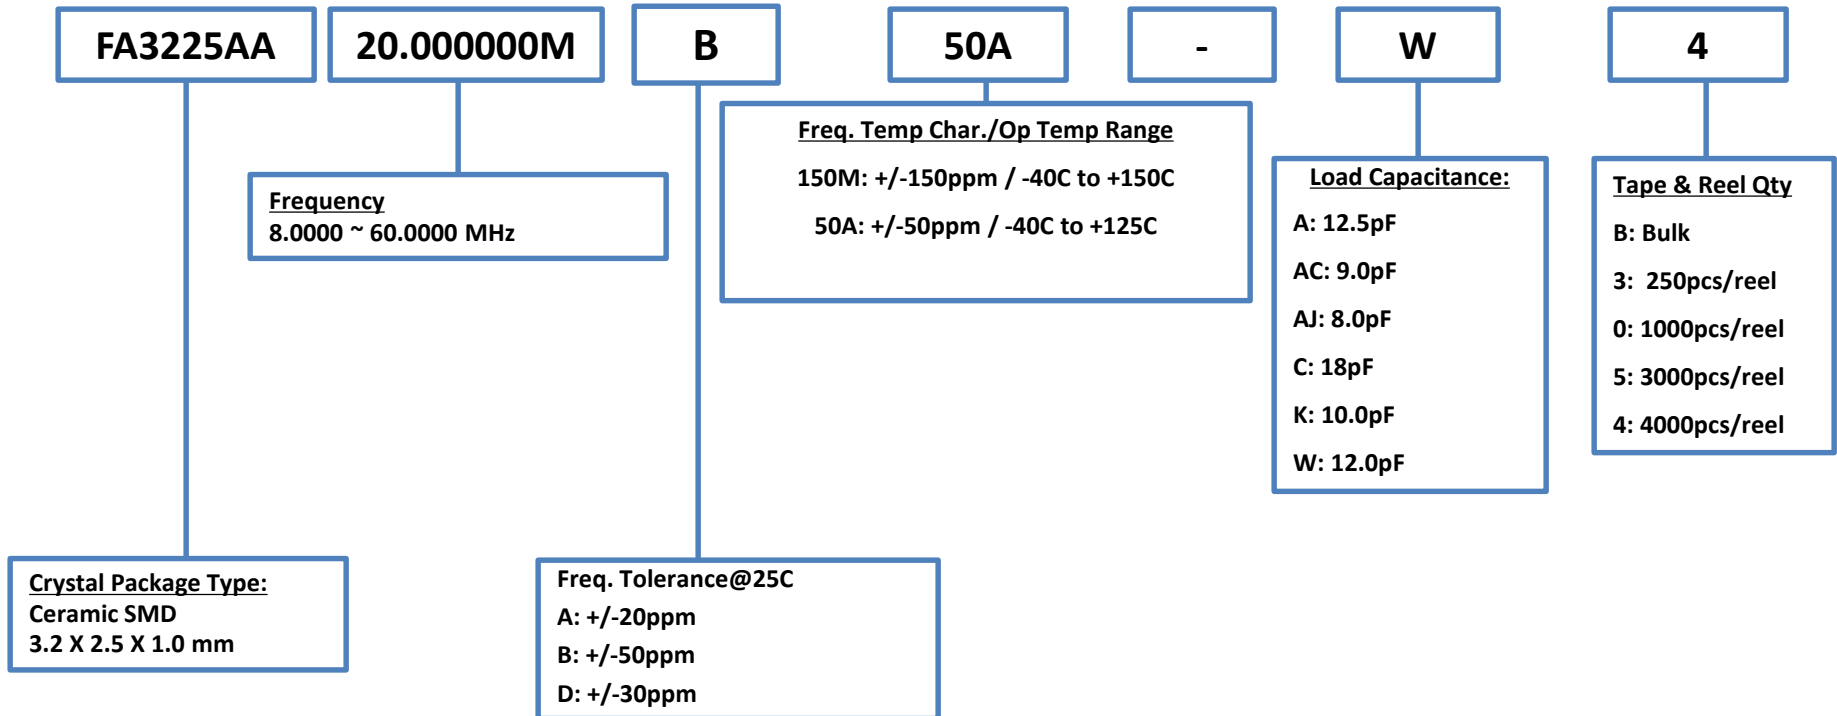 FA3225AA 20.000000M B 50A - W 4
Freq. Temp Char./Op Temp Range
150M: +/-150ppm / -40C to +150C
50A: +/-50ppm / -40C to +125C
Frequency
8.0000 ~ 60.0000 MHz
Load Capacitance:
A: 12.5pF
AC: 9.0pF
AJ: 8.0pF
C: 18pF
K: 10.0pF
W: 12.0pF
Tape & Reel Qty
B: Bulk
3: 250pcs/reel
0: 1000pcs/reel
5: 3000pcs/reel
4: 4000pcs/reel
Crystal Package Type:
Ceramic SMD
3.2 X 2.5 X 1.0 mm
Freq. Tolerance@25C
A: +/-20ppm
B: +/-50ppm
D: +/-30ppm